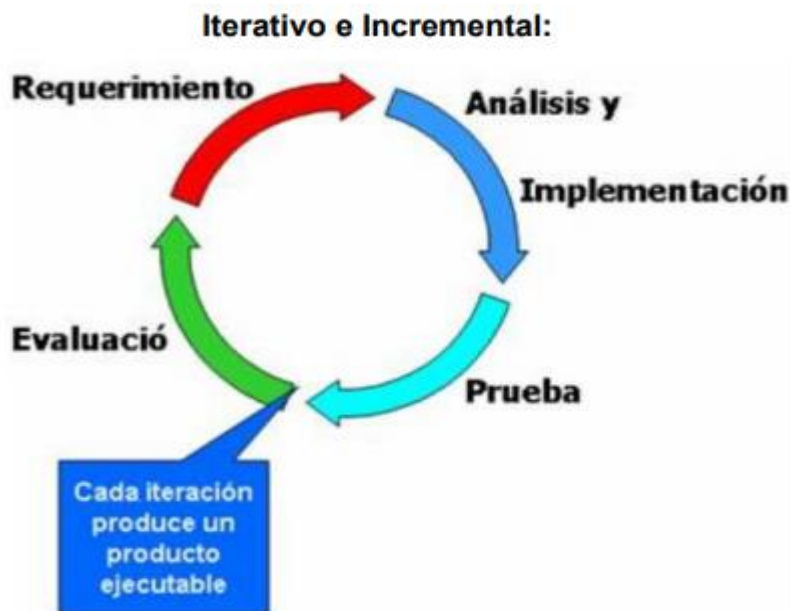 Iterativo e Incremental:
Requerimiento
Análisis y
Implementación
Evaluació
Prueba
Cada iteración
produce un
producto
ejecutable